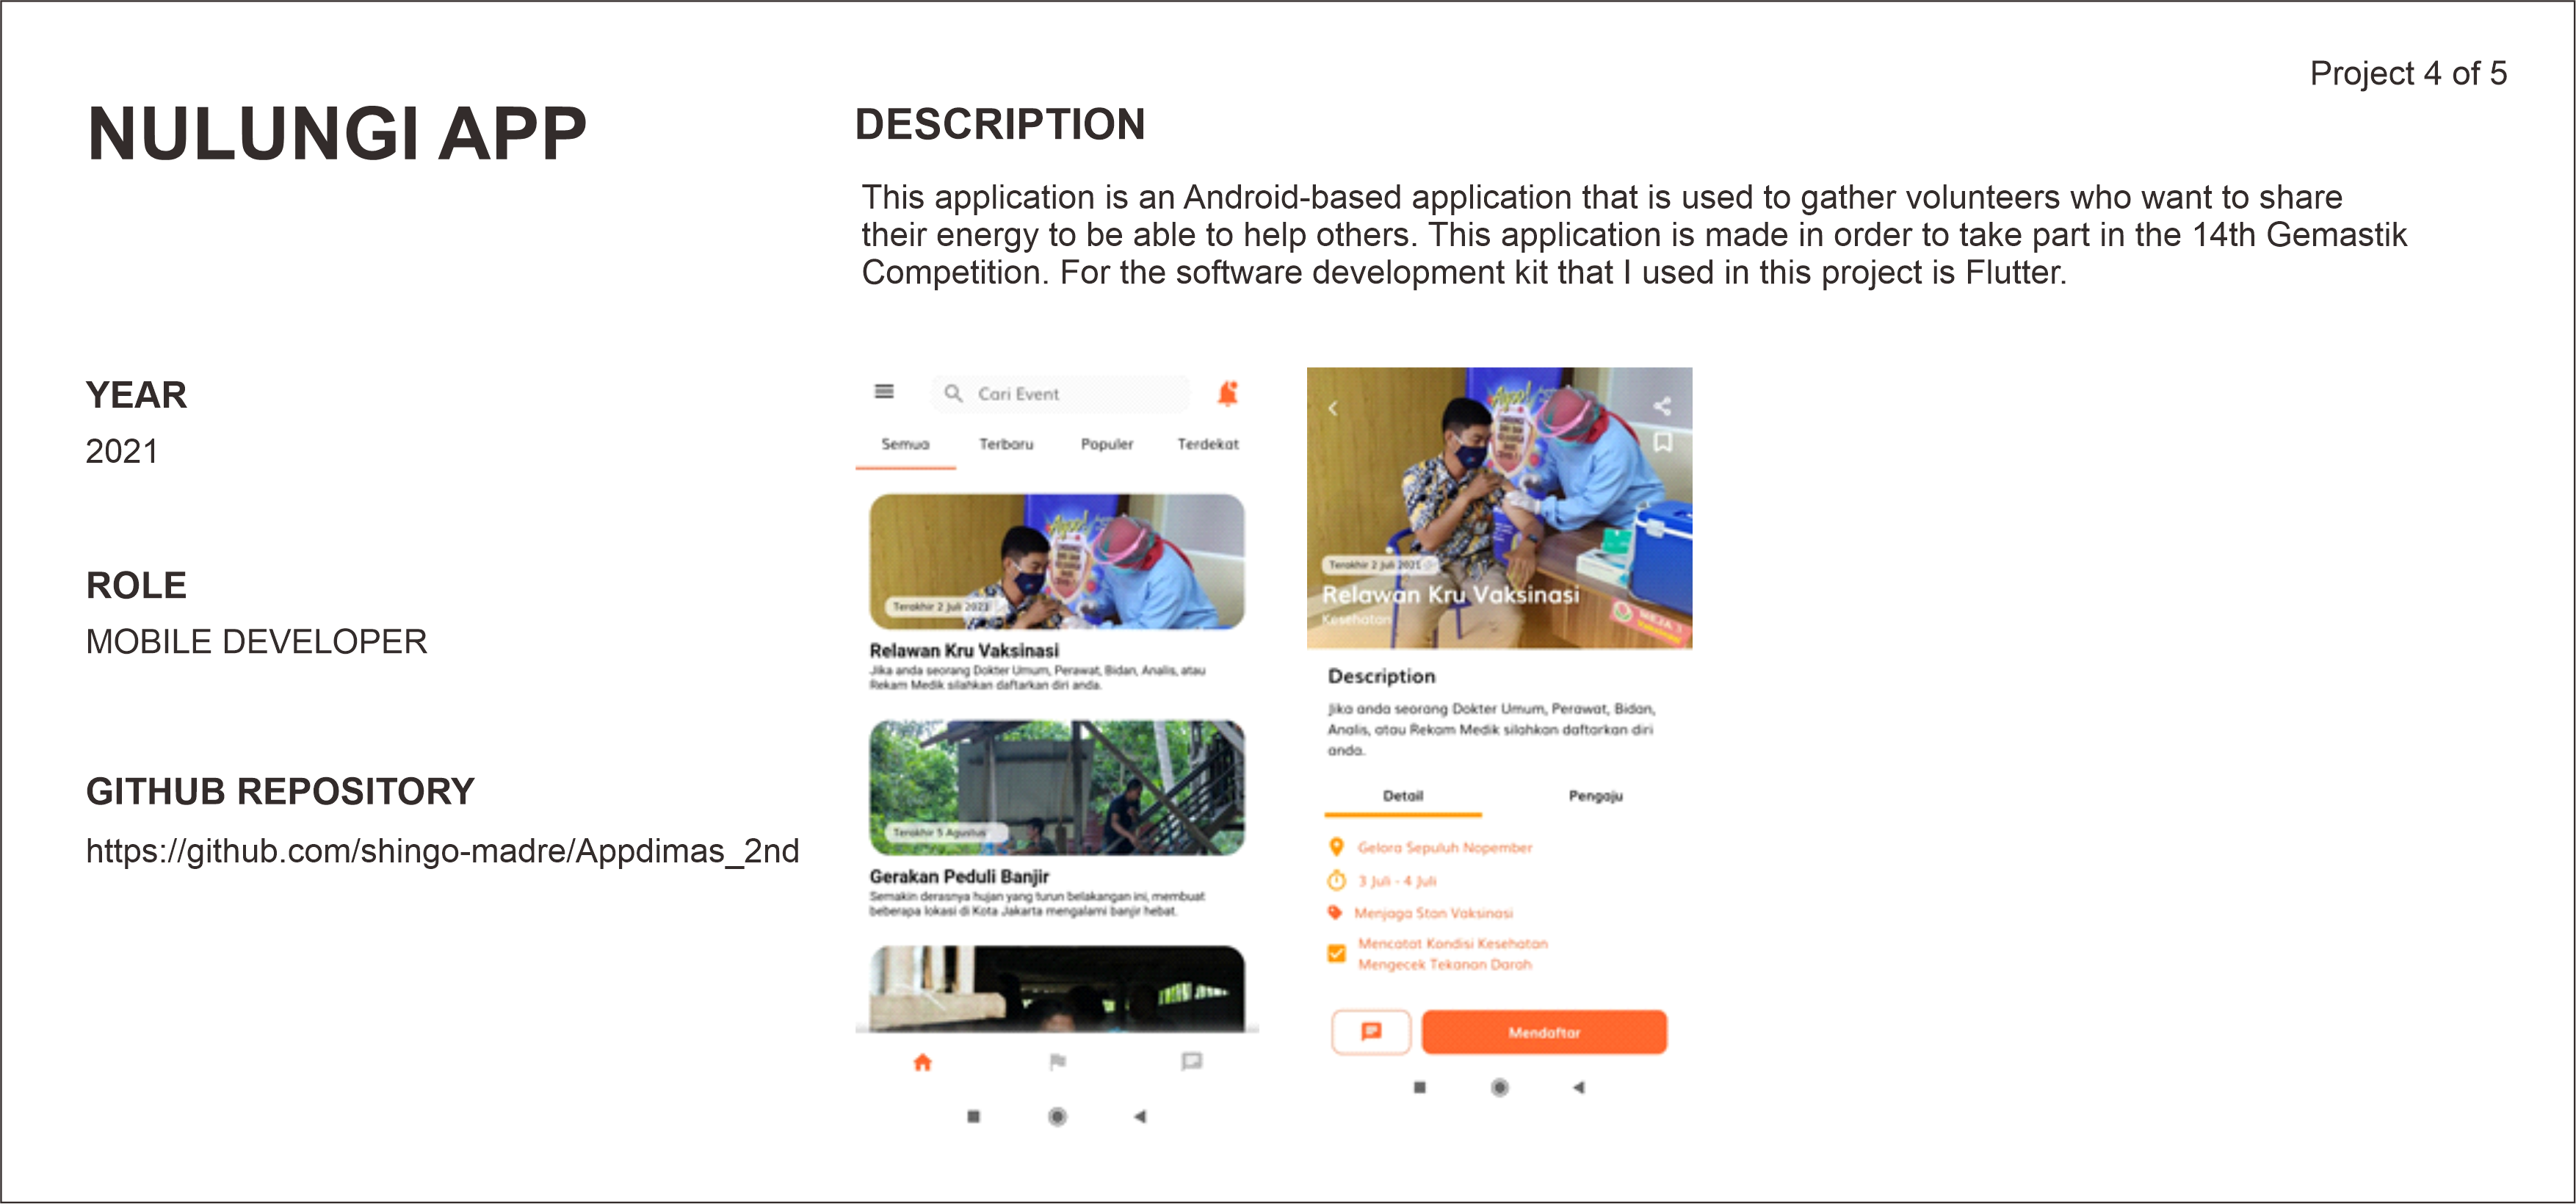 Project 4 of 5
NULUNGI APP
YEAR
2021
ROLE
MOBILE DEVELOPER
GITHUB REPOSITORY
https://github.com/shingo-madre/Appdimas_2nd
DESCRIPTION
This application is an Android-based application that is used to gather volunteers who want to share
their energy to be able to help others. This application is made in order to take part in the 14th Gemastik
Competition. For the software development kit that I used in this project is Flutter.
Cari Event
Semua Terbaru Populer Terdekat
Ayo!
Terakhir 2 Juli 2021
Relawan Kru Vaksinasi
Jika anda seorang Dokter Umum, Perawat, Bidan, Analis, atau
Rekam Medik silahkan daftarkan diri anda.
Terakhir 5 Agustus
Gerakan Peduli Banjir
Semakin derasnya hujan yang turun belakangan ini, membuat
beberapa lokasi di Kota Jakarta mengalami banjir hebat.
Terakhir 2 Juli 2021
Relawan Kru Vaksinasi
Kesehatan
MEJA 3
Vaksinasi
Description
Jika anda seorang Dokter Umum, Perawat, Bidan,
Analis, atau Rekam Medik silahkan daftarkan diri
anda.
Detail Pengaju
Gelora Sepuluh Nopember
3 Juli - 4 Juli
Menjaga Stan Vaksinasi
Mencatat Kondisi Kesehatan
Mengecek Tekanan Darah
Mendaftar